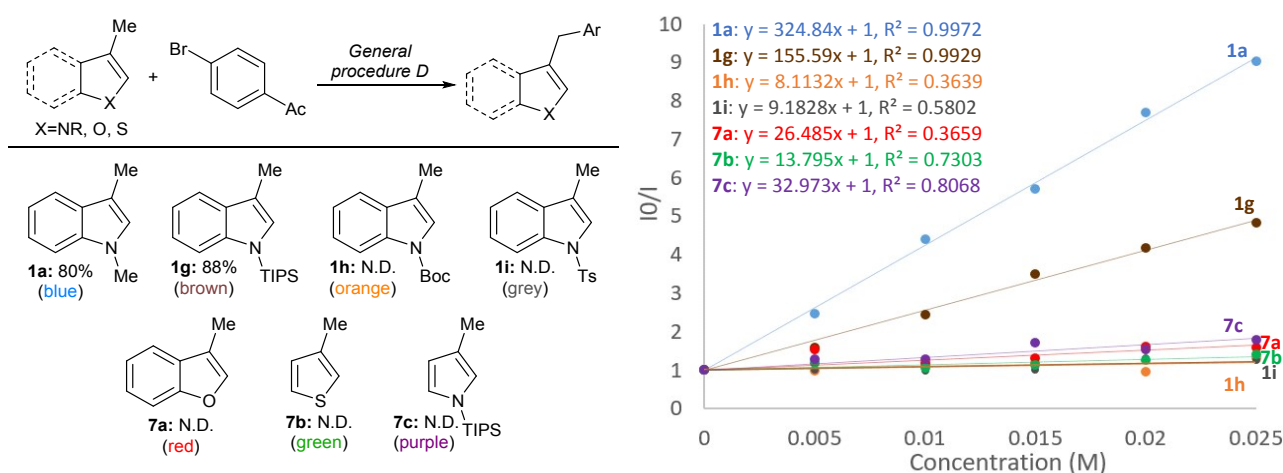 Me
X
X=NR, O, S
+
Br
Ac
General
procedure D
Ar
X
Me
N
Me
1a: 80%
(blue)
Me
N
TIPS
1g: 88%
(brown)
Me
N
Boc
1h: N.D.
(orange)
Me
N
Ts
1i: N.D.
(grey)
Me
O
7a: N.D.
(red)
Me
S
7b: N.D.
(green)
Me
N
TIPS
7c: N.D.
(purple)
1a: y = 324.84x + 1, R² = 0.9972
1g: y = 155.59x + 1, R² = 0.9929
1h: y = 8.1132x + 1, R² = 0.3639
1i: y = 9.1828x + 1, R² = 0.5802
7a: y = 26.485x + 1, R² = 0.3659
7b: y = 13.795x + 1, R² = 0.7303
7c: y = 32.973x + 1, R² = 0.8068
1a
1g
7c
7a
7b
1i
1h
I0/I
10
9
8
7
6
5
4
3
2
1
0
0 0.005 0.01 0.015 0.02 0.025
Concentration (M)